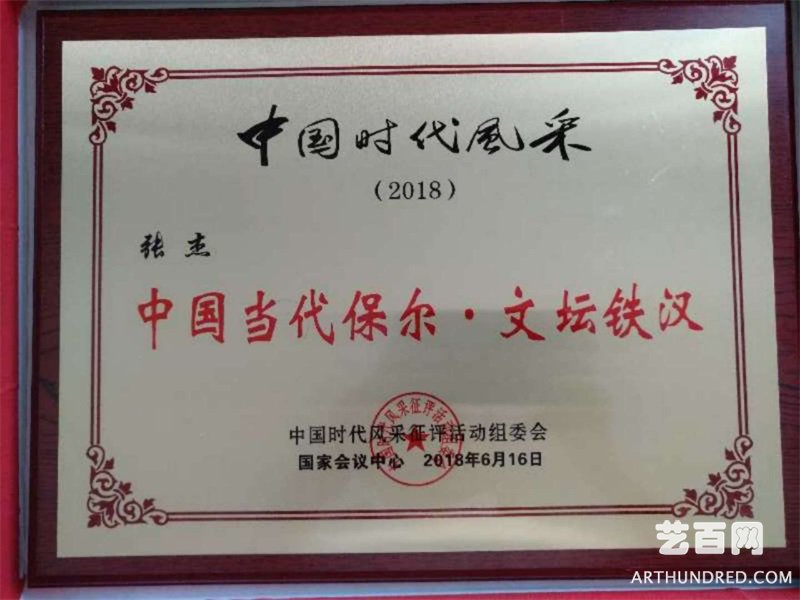 中国时代風采
（2018）
张 杰
中国当代保尔·文坛铁汉
中国时代风采征评活动组委会
国家会议中心 2018年6月16日
艺百网
ARTHUNDRED.COM